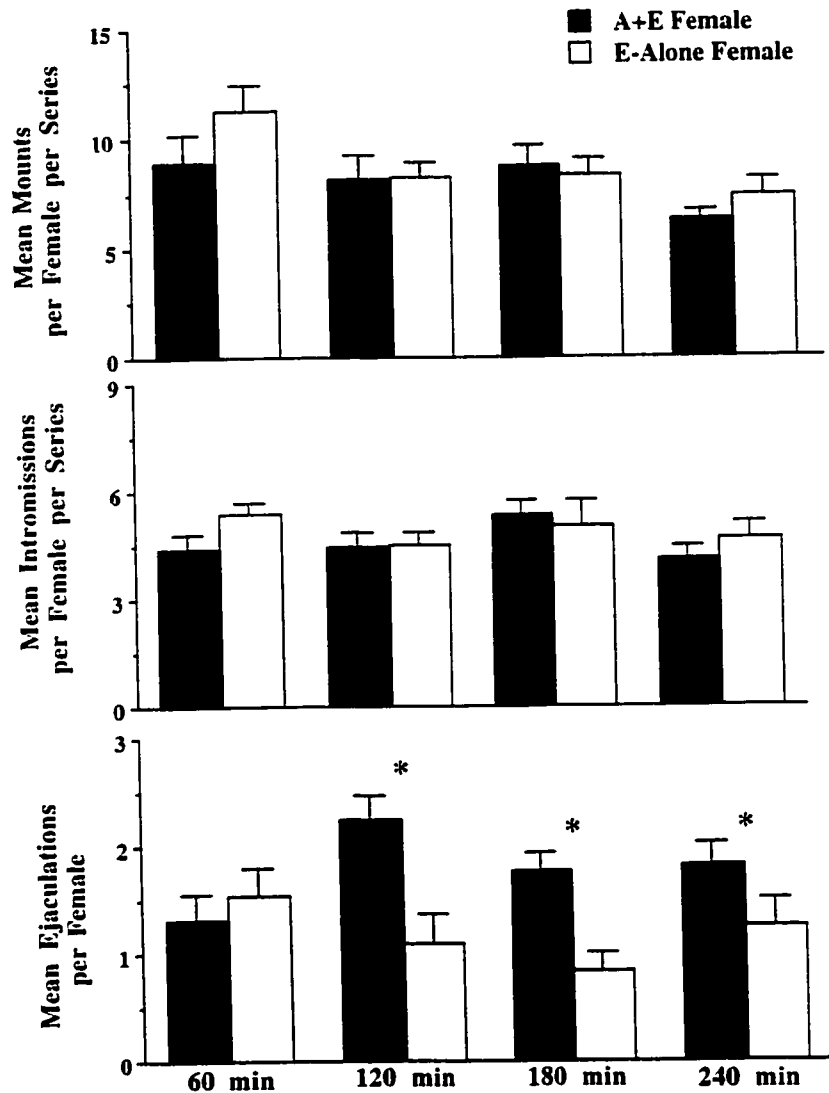 A+E Female
E-Alone Female
Mean Mounts
per Female per Series
15
10
5
0
Mean Intromissions
per Female per Series
9
6
3
0
Mean Ejaculations
per Female
3
2
1
0
*
*
*
60 min
120 min
180 min
240 min